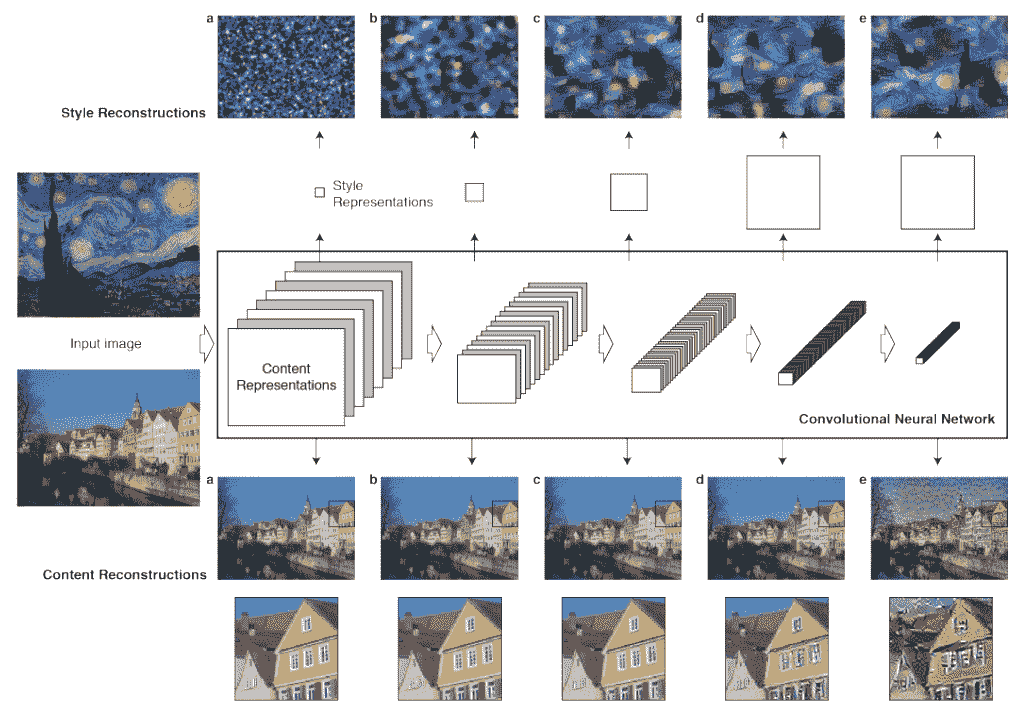 a
b
c
d
e
Style Reconstructions
Style
Representations
Input image
Content
Representations
Convolutional Neural Network
a
b
c
d
e
Content Reconstructions